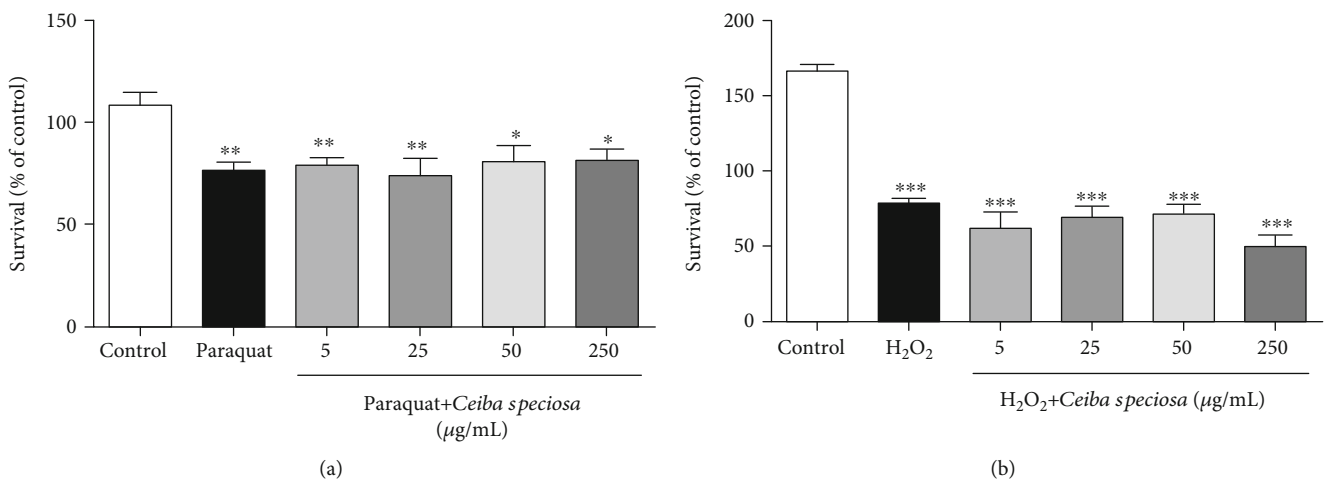 150
100
50
0
Survival (% of control)
**
**
**
*
*
Control Paraquat 5 25 50 250
Paraquat+Ceiba speciosa
(µg/mL)
(a)
200
150
100
50
0
Survival (% of control)
***
***
***
***
***
Control H₂O₂ 5 25 50 250
H₂O₂+Ceiba speciosa (µg/mL)
(b)